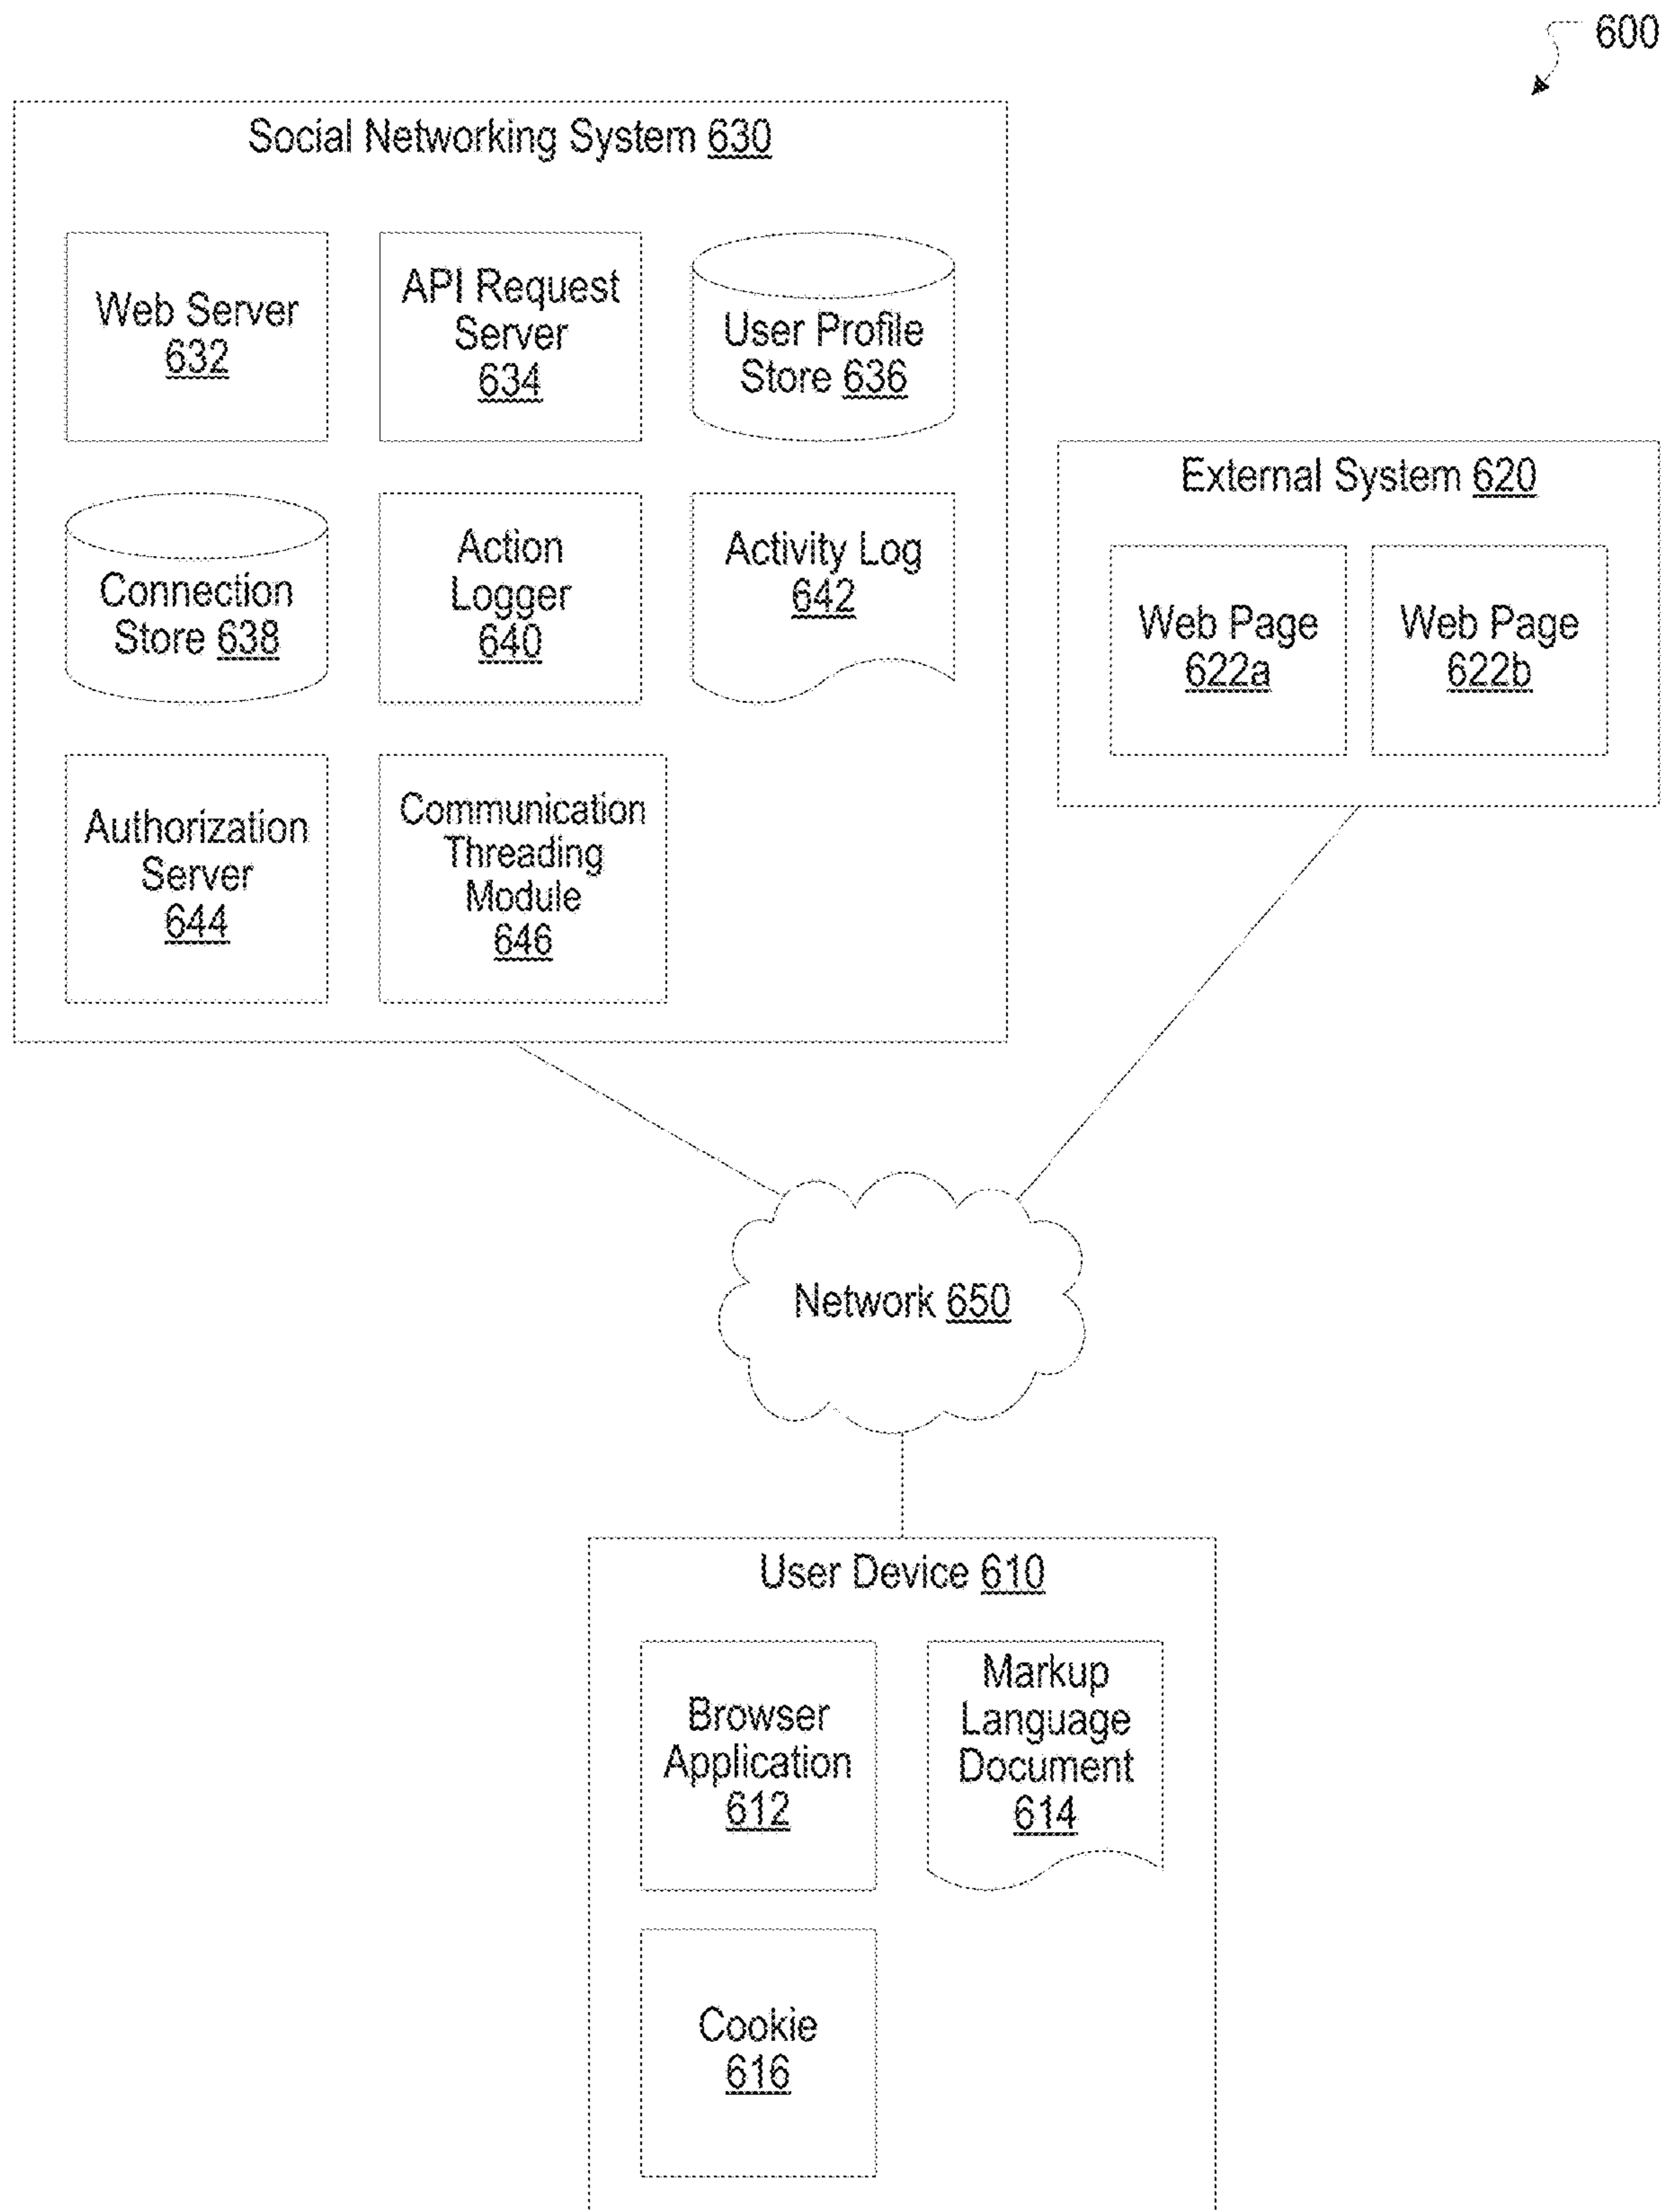 600
Social Networking System 630
Web Server
632
API Request
Server
634
User Profile
Store 636
Connection
Store 638
Action
Logger
640
Activity Log
642
Authorization
Server
644
Communication
Threading
Module
646
External System 620
Web Page
622a
Web Page
622b
Network 650
User Device 610
Browser
Application
612
Markup
Language
Document
614
Cookie
616